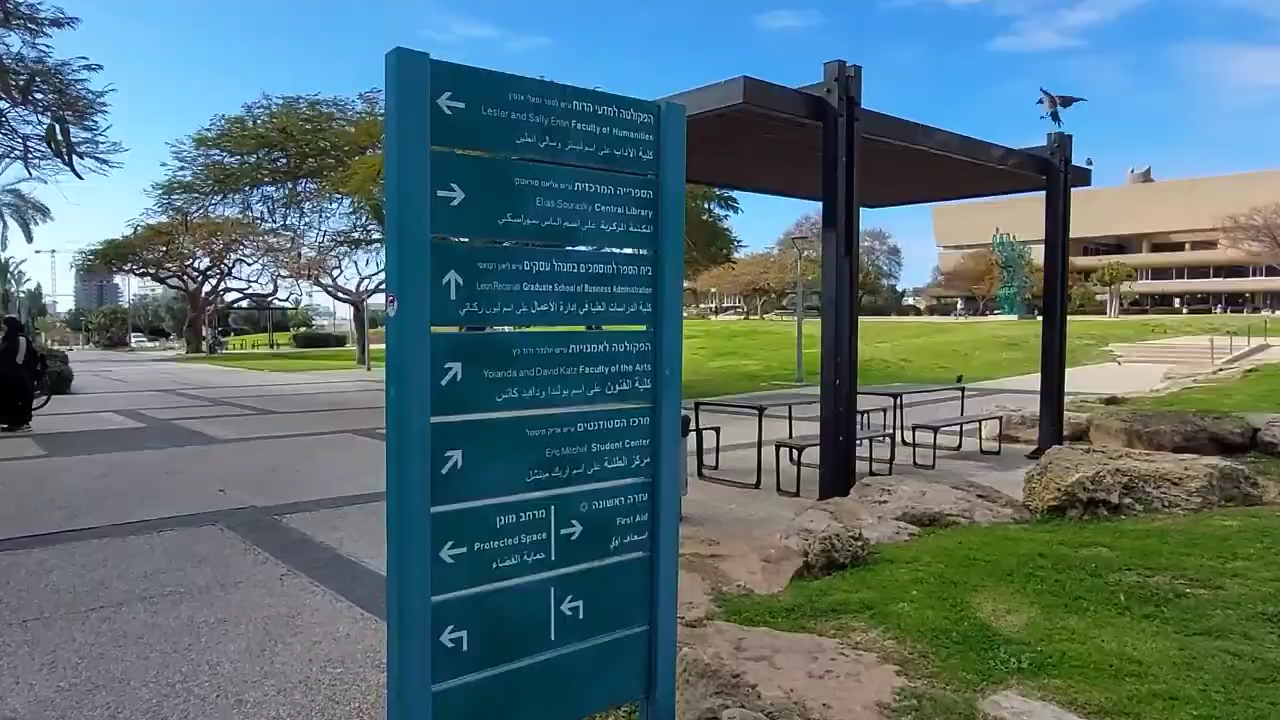 הפקולטה למדעי הרוח ע״ש לסטר וסאלי אנטין
Lester and Sally Entin Faculty of Humanities
كلية الآداب على اسم ليستر وسالي انطين
הספרייה המרכזית ע״ש אליאס סוראסקי
Elias Sourasky Central Library
المكتبة المركزية على اسم الياس سوراسكي
בית הספר למוסמכים במנהל עסקים ע״ש ליאון רקנאטי
Leon Recanati Graduate School of Business Administration
كلية الدراسات العليا في إدارة الأعمال على اسم ليون ركاناتي
הפקולטה לאמנויות ע״ש יולנדה ודוד כץ
Yolanda and David Katz Faculty of the Arts
كلية الفنون على اسم يولندا ودافيد كاتس
מרכז הסטודנטים ע״ש אריק מיטשל
Eric Mitchel Student Center
مركز الطلبة على اسم اريك ميتشل
עזרה ראשונה
First Aid
اسعاف اولي
מרחב מוגן
Protected Space
حماية الفضاء